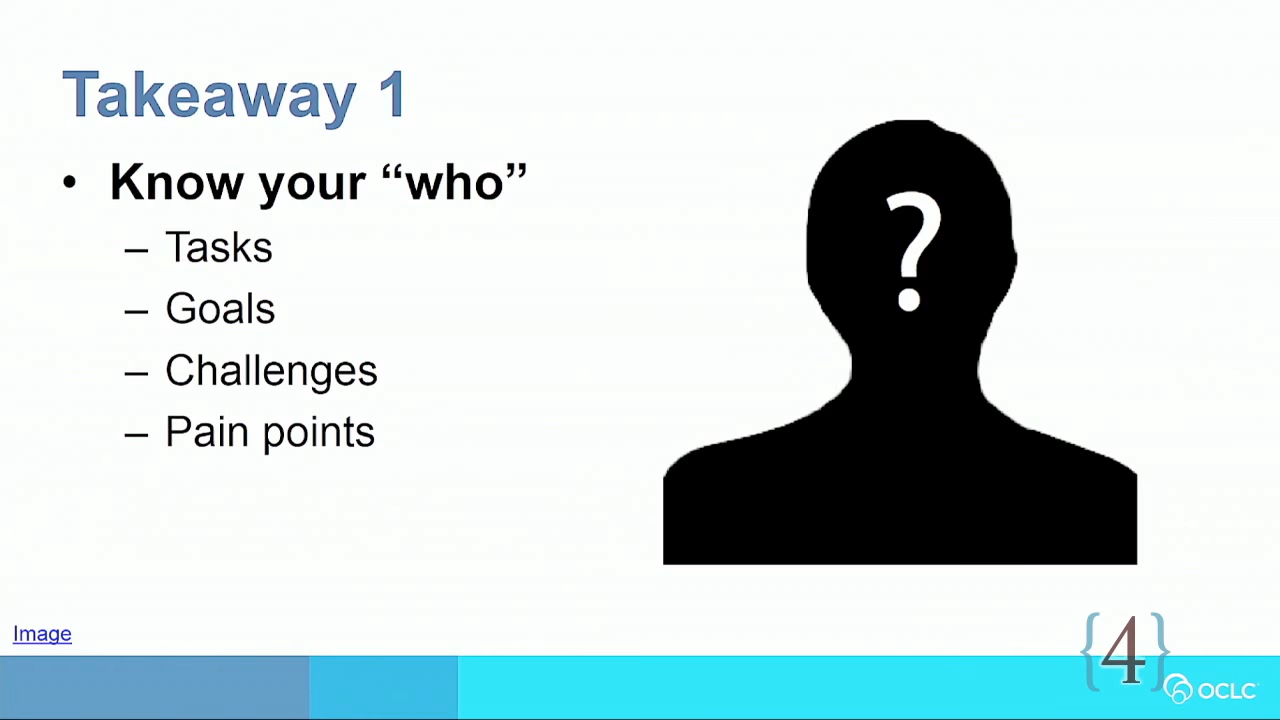 Takeaway 1
• Know your “who”
– Tasks
– Goals
– Challenges
– Pain points
?
Image
{4}
OCLC